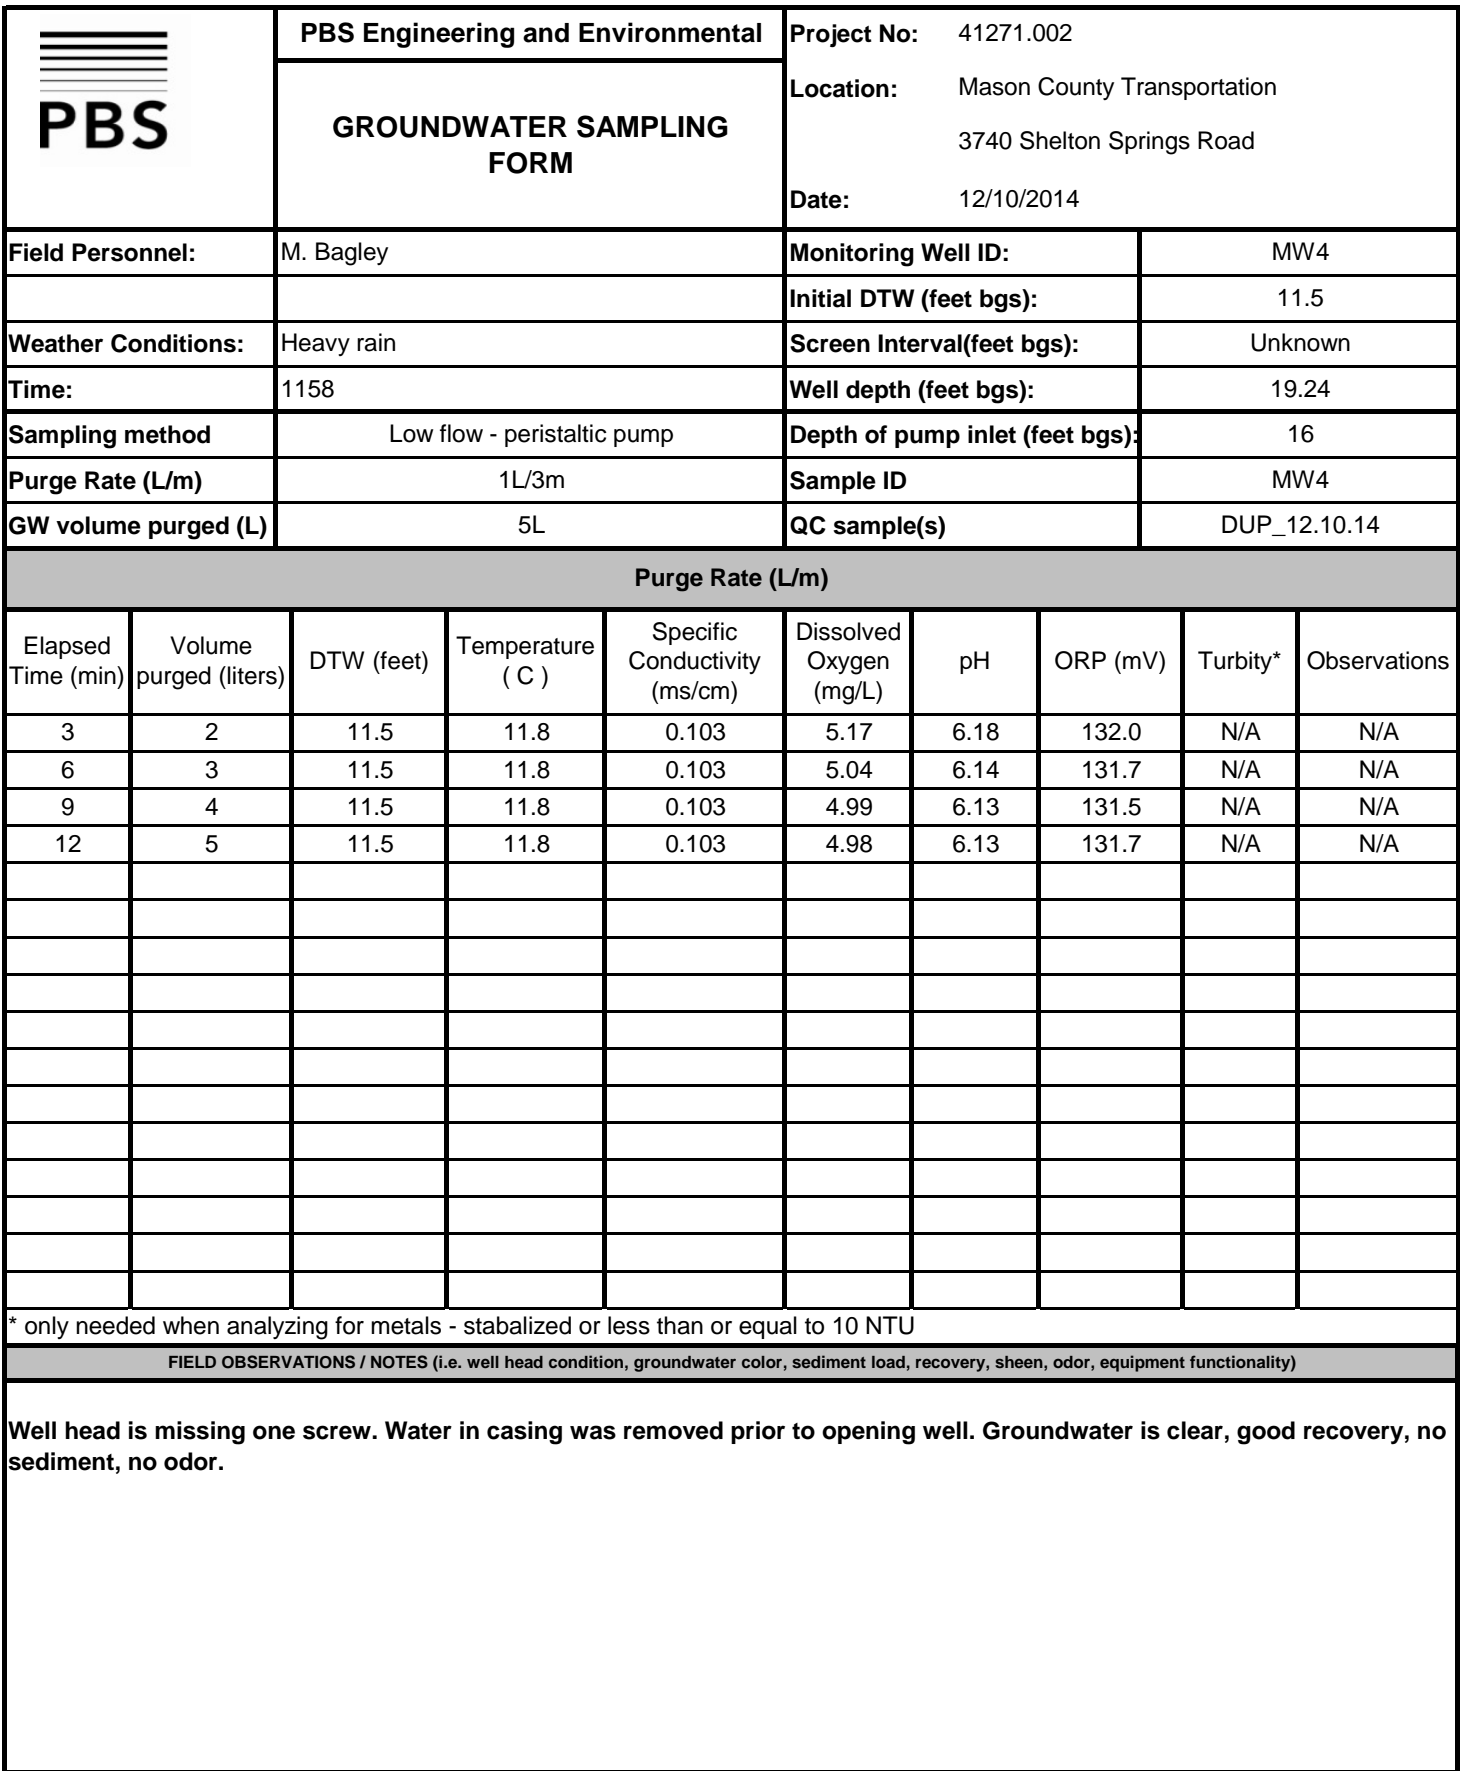 PBS
PBS Engineering and Environmental
GROUNDWATER SAMPLING
FORM
Project No: 41271.002
Location: Mason County Transportation
3740 Shelton Springs Road
Date: 12/10/2014
Field Personnel: M. Bagley Monitoring Well ID: MW4
Initial DTW (feet bgs): 11.5
Weather Conditions: Heavy rain Screen Interval(feet bgs): Unknown
Time: 1158 Well depth (feet bgs): 19.24
Sampling method Low flow - peristaltic pump Depth of pump inlet (feet bgs): 16
Purge Rate (L/m) 1L/3m Sample ID MW4
GW volume purged (L) 5L QC sample(s) DUP_12.10.14
Purge Rate (L/m)
Elapsed Time (min) Volume purged (liters) DTW (feet) Temperature ( C ) Specific Conductivity (ms/cm) Dissolved Oxygen (mg/L) pH ORP (mV) Turbity* Observations
3 2 11.5 11.8 0.103 5.17 6.18 132.0 N/A N/A
6 3 11.5 11.8 0.103 5.04 6.14 131.7 N/A N/A
9 4 11.5 11.8 0.103 4.99 6.13 131.5 N/A N/A
12 5 11.5 11.8 0.103 4.98 6.13 131.7 N/A N/A
* only needed when analyzing for metals - stabalized or less than or equal to 10 NTU
FIELD OBSERVATIONS / NOTES (i.e. well head condition, groundwater color, sediment load, recovery, sheen, odor, equipment functionality)
Well head is missing one screw. Water in casing was removed prior to opening well. Groundwater is clear, good recovery, no
sediment, no odor.